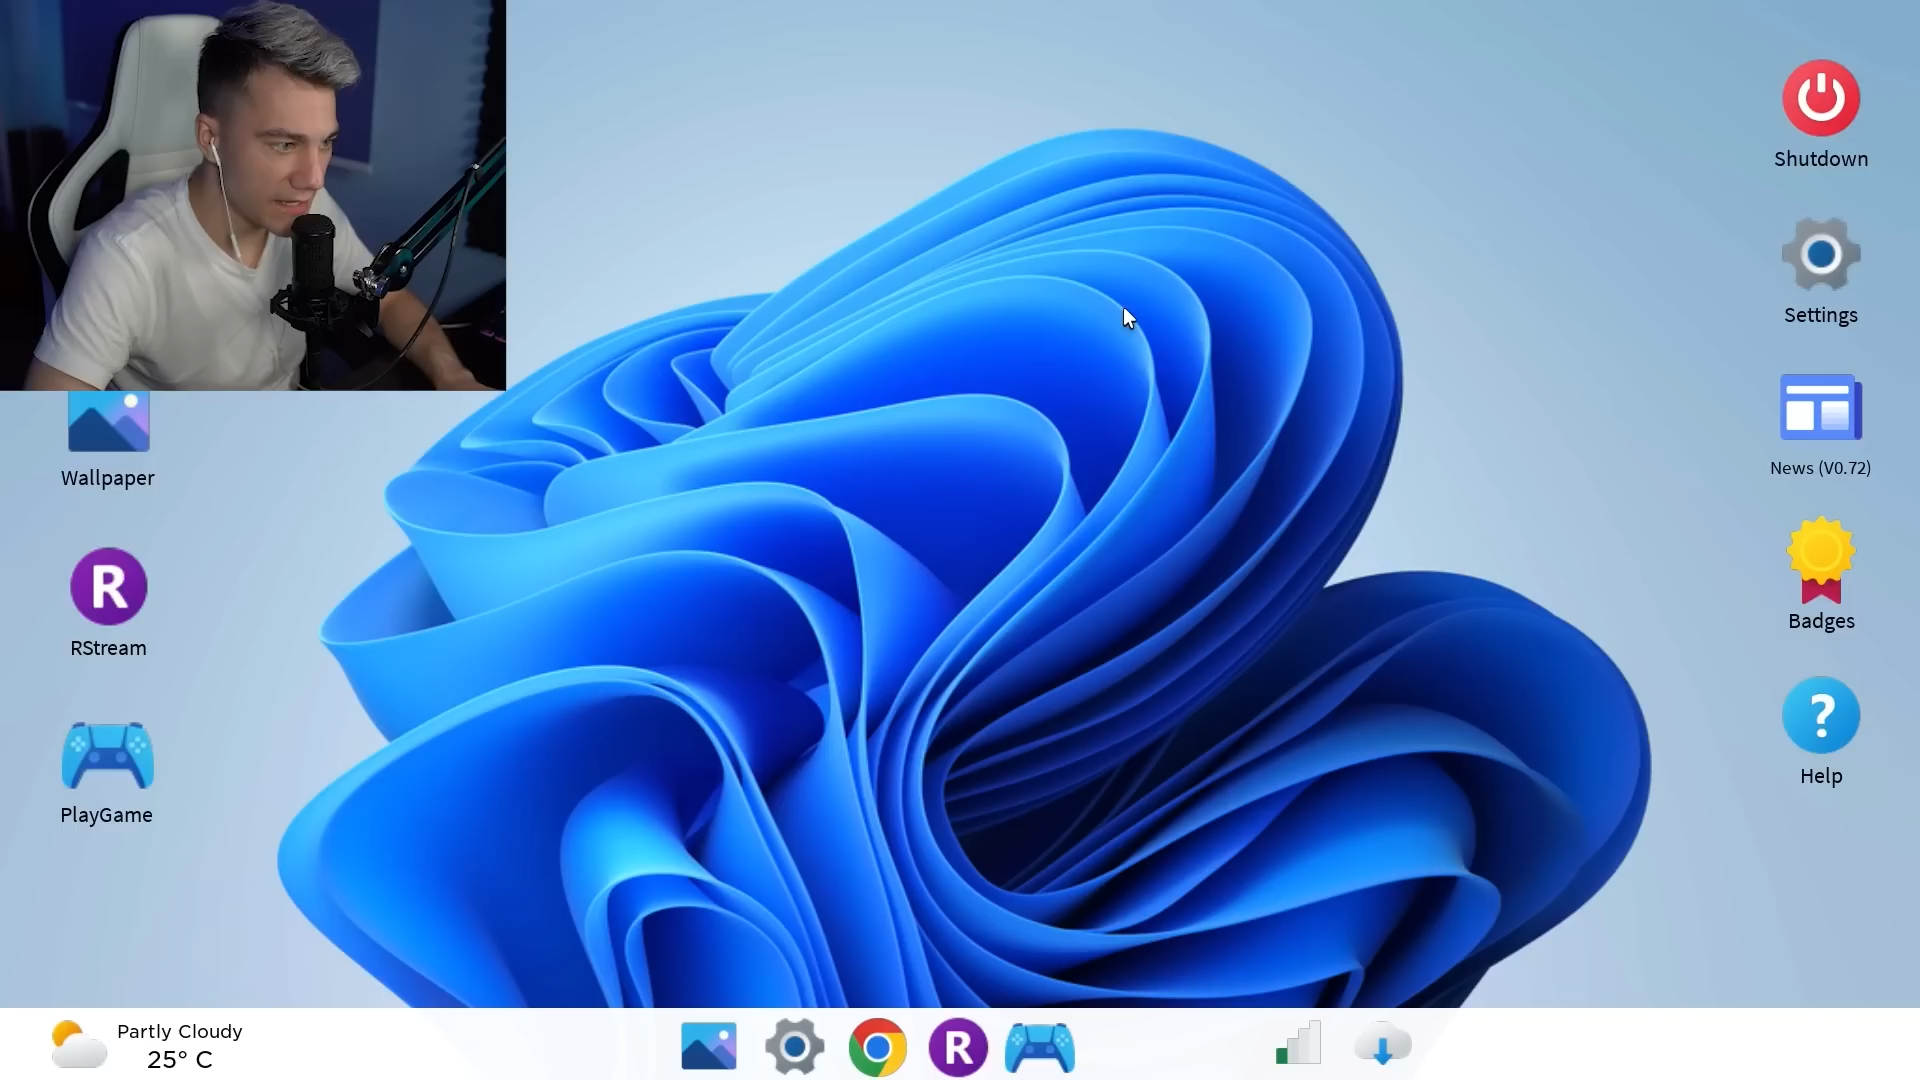 Shutdown
Settings
News (V0.72)
Badges
Help
Wallpaper
R
RStream
PlayGame
?
Partly Cloudy
25° C
R